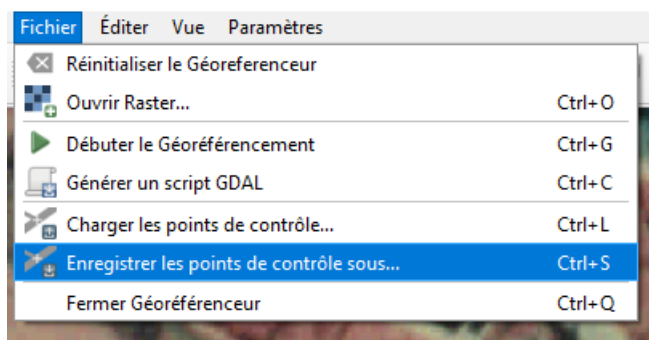 Fichier Éditer Vue Paramètres
Réinitialiser le Géoreferenceur
Ouvrir Raster... Ctrl+O
Débuter le Géoréférencement Ctrl+G
Générer un script GDAL Ctrl+C
Charger les points de contrôle... Ctrl+L
Enregistrer les points de contrôle sous... Ctrl+S
Fermer Géoréférenceur Ctrl+Q